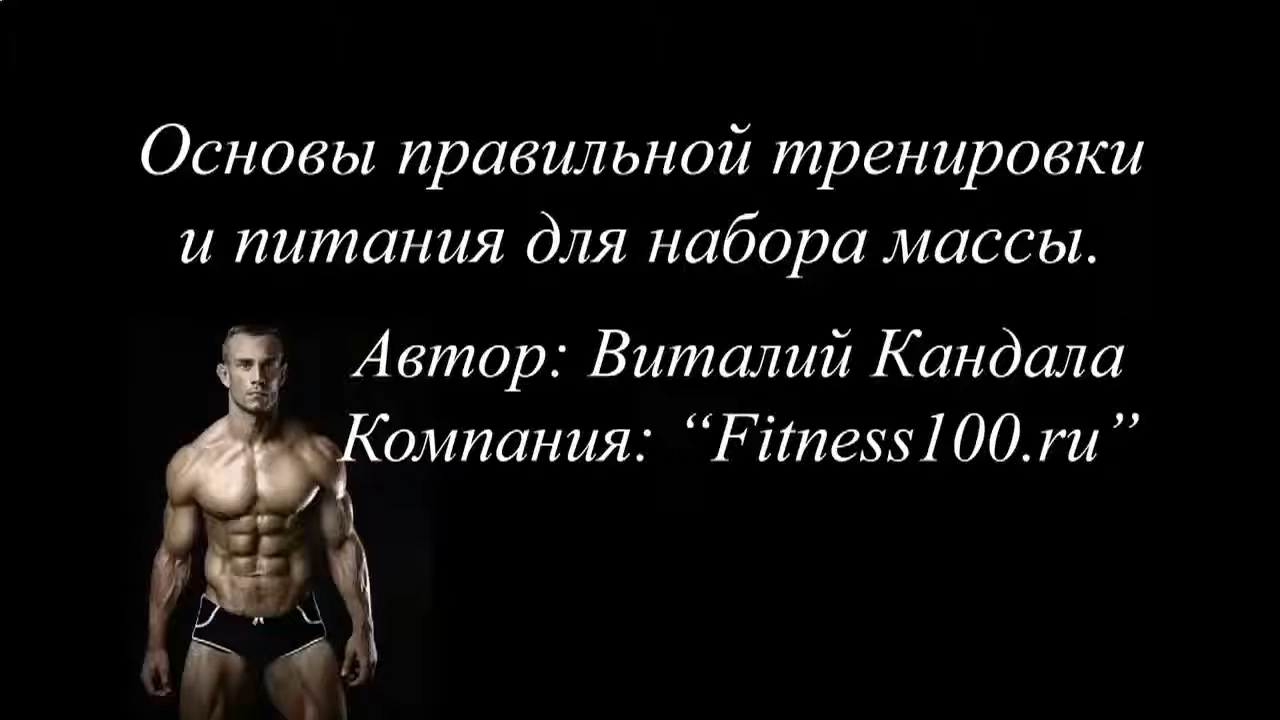 Основы правильной тренировки
и питания для набора массы.
Автор: Виталий Кандала
Компания: “Fitness100.ru”